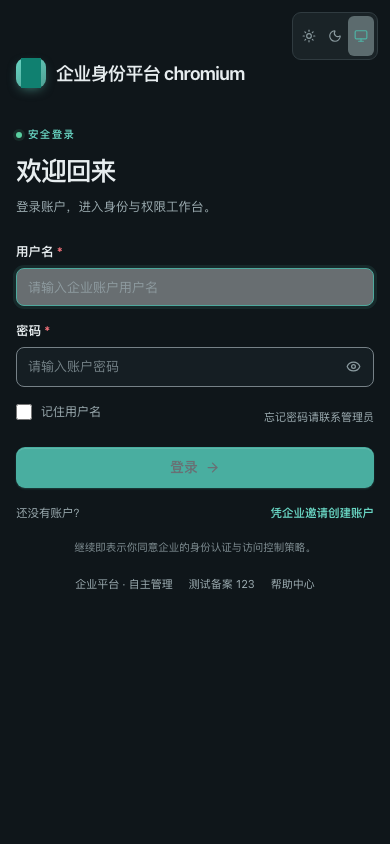 企业身份平台 chromium
安全登录
欢迎回来
登录账户，进入身份与权限工作台。
用户名 *
请输入企业账户用户名
密码 *
请输入账户密码
记住用户名
忘记密码请联系管理员
登录 →
还没有账户?
凭企业邀请创建账户
继续即表示你同意企业的身份认证与访问控制策略。
企业平台 · 自主管理 测试备案 123 帮助中心